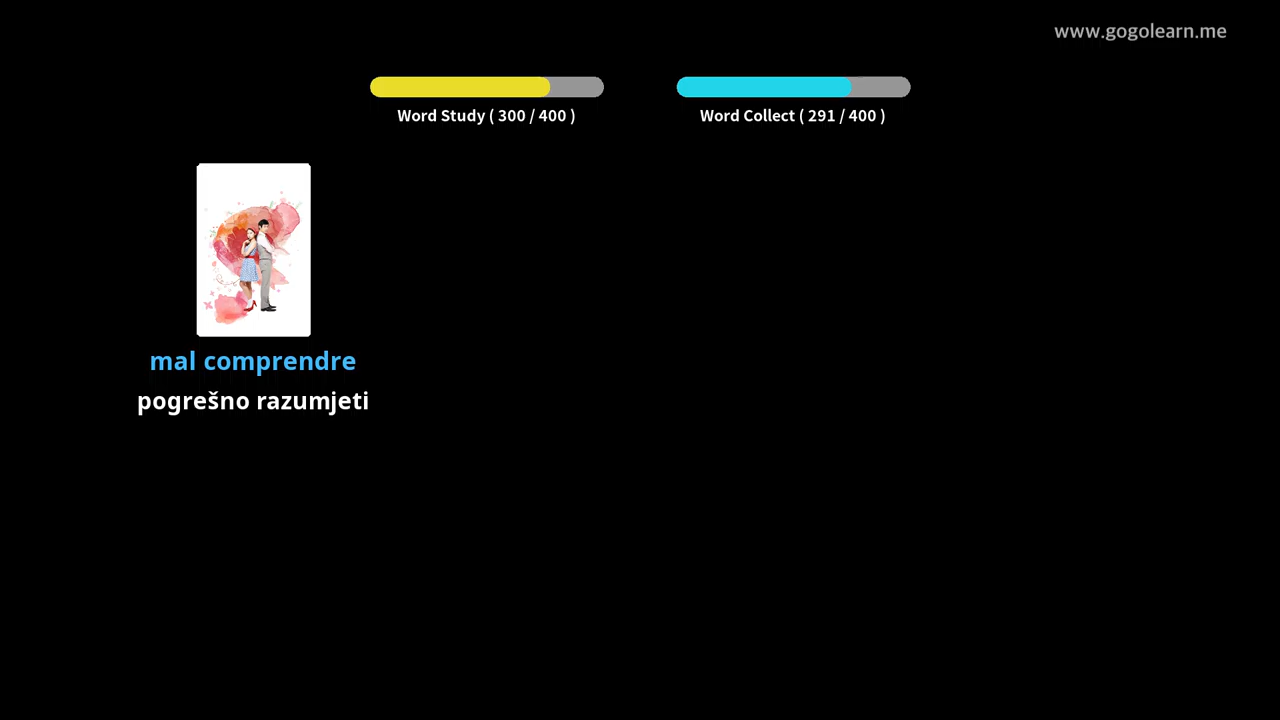 www.gogolearn.me
Word Study ( 300 / 400 )
Word Collect ( 291 / 400 )
mal comprendre
pogrešno razumjeti